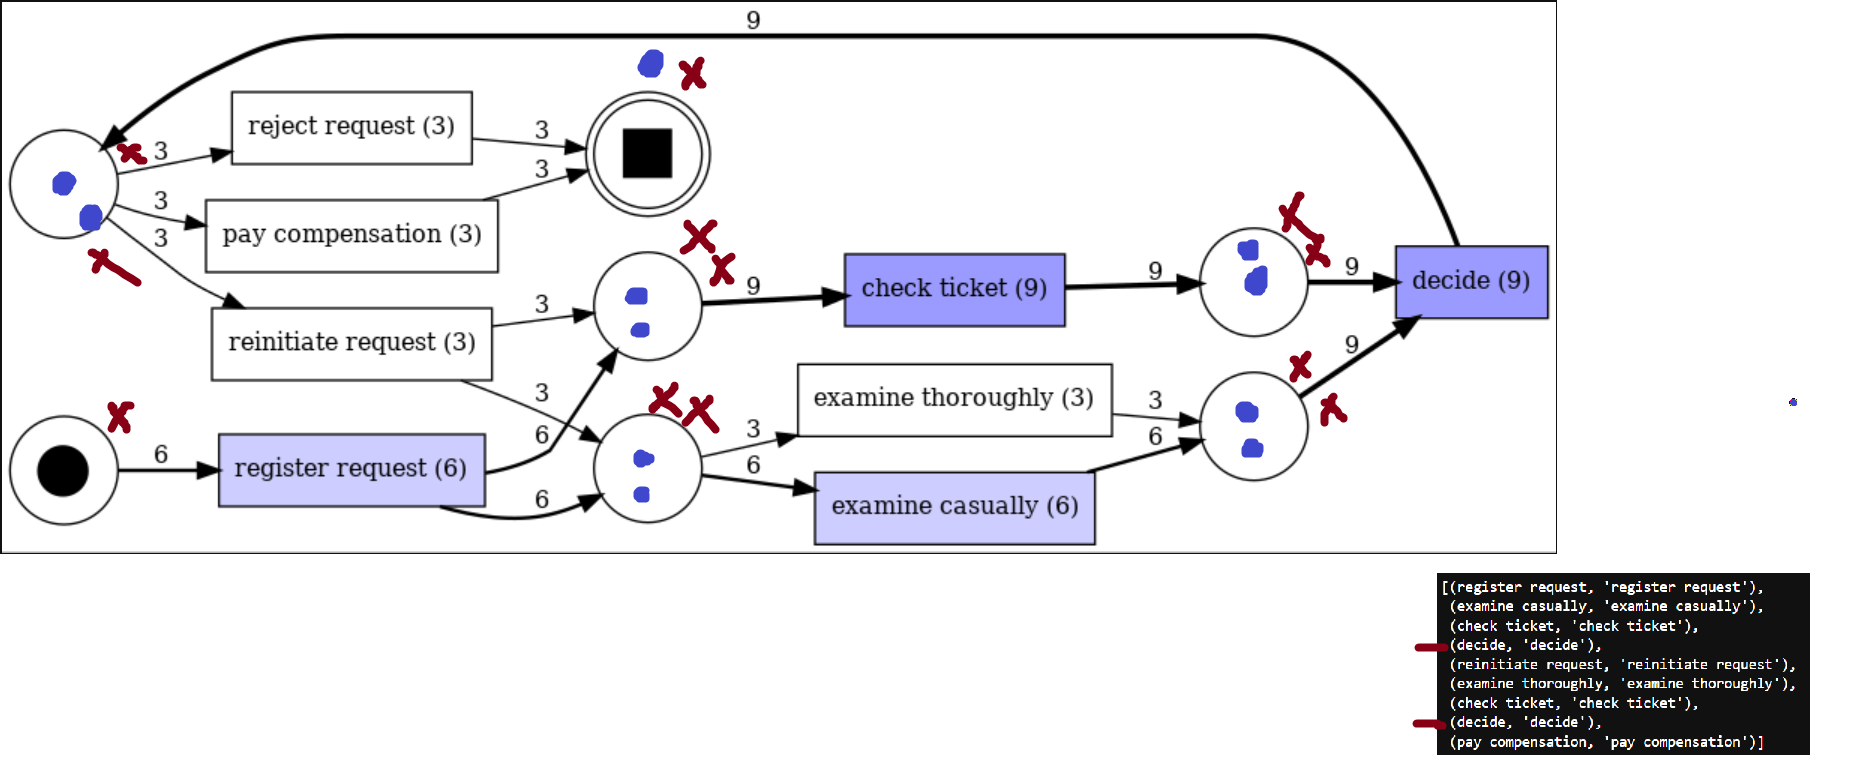 9
reject request (3)
3
3
3
3
3
pay compensation (3)
reinitiate request (3)
3
3
9
check ticket (9)
9
9
decide (9)
9
examine thoroughly (3)
3
3
6
register request (6)
6
6
6
6
examine casually (6)
[(register request, 'register request'),
(examine casually, 'examine casually'),
(check ticket, 'check ticket'),
(decide, 'decide'),
(reinitiate request, 'reinitiate request'),
(examine thoroughly, 'examine thoroughly'),
(check ticket, 'check ticket'),
(decide, 'decide'),
(pay compensation, 'pay compensation')]